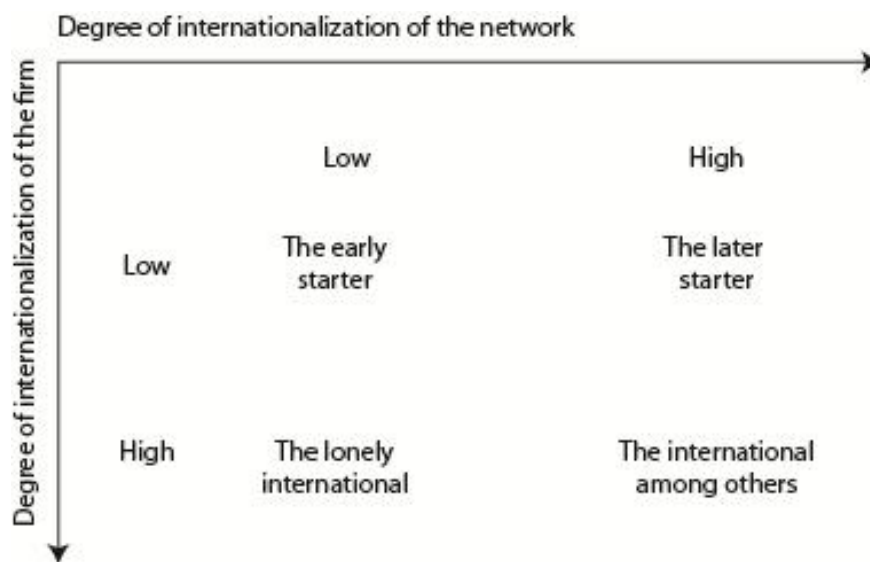 Degree of internationalization of the network
Degree of internationalization of the firm
Low
High
Low
The early
starter
The later
starter
High
The lonely
international
The international
among others